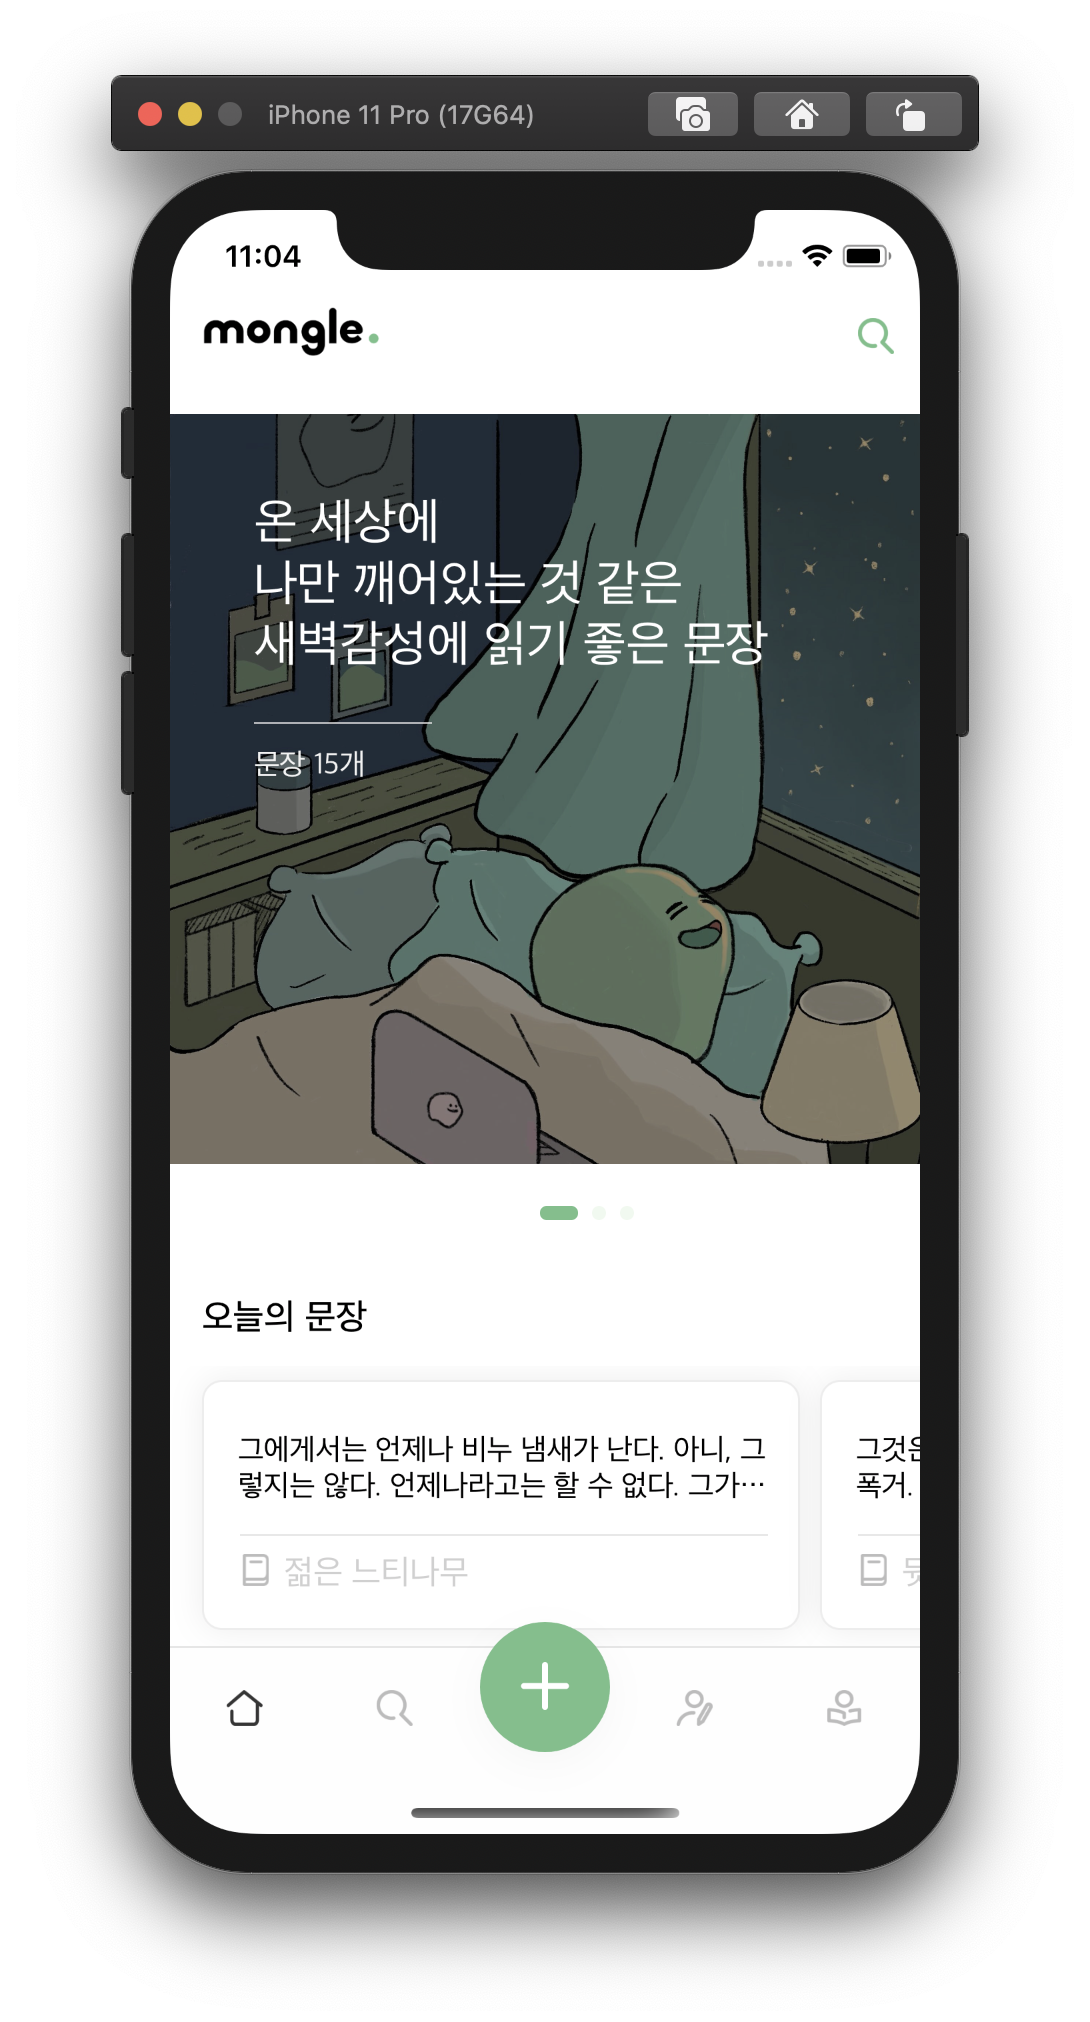 iPhone 11 Pro (17G64)
11:04
mongle.
온 세상에
나만 깨어있는 것 같은
새벽감성에 읽기 좋은 문장
문장 15개
오늘의 문장
그에게서는 언제나 비누 냄새가 난다. 아니, 그
렇지는 않다. 언제나라고는 할 수 없다. 그가…
젊은 느티나무
그것은
폭거.